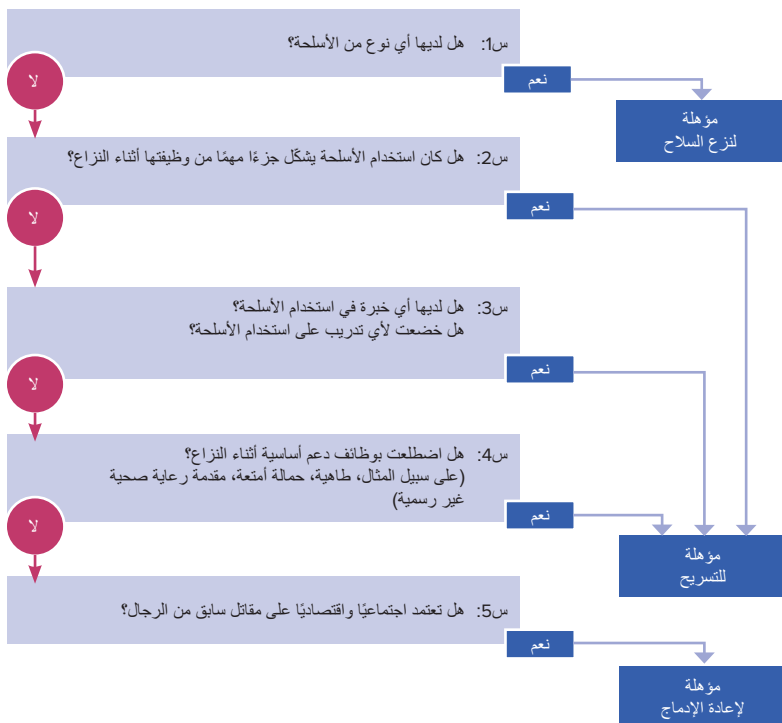 س1: هل لديها أي نوع من الأسلحة؟
لا
نعم
مؤهلة
لنزع السلاح
س2: هل كان استخدام الأسلحة يشكّل جزءًا مهمًا من وظيفتها أثناء النزاع؟
لا
نعم
س3: هل لديها أي خبرة في استخدام الأسلحة؟
هل خضعت لأي تدريب على استخدام الأسلحة؟
لا
نعم
س4: هل اضطلعت بوظائف دعم أساسية أثناء النزاع؟
(على سبيل المثال، طاهية، حمالة أمتعة، مقدمة رعاية صحية
غير رسمية)
لا
نعم
مؤهلة
للتسريح
س5: هل تعتمد اجتماعيًا واقتصاديًا على مقاتل سابق من الرجال؟
نعم
مؤهلة
لإعادة الإدماج